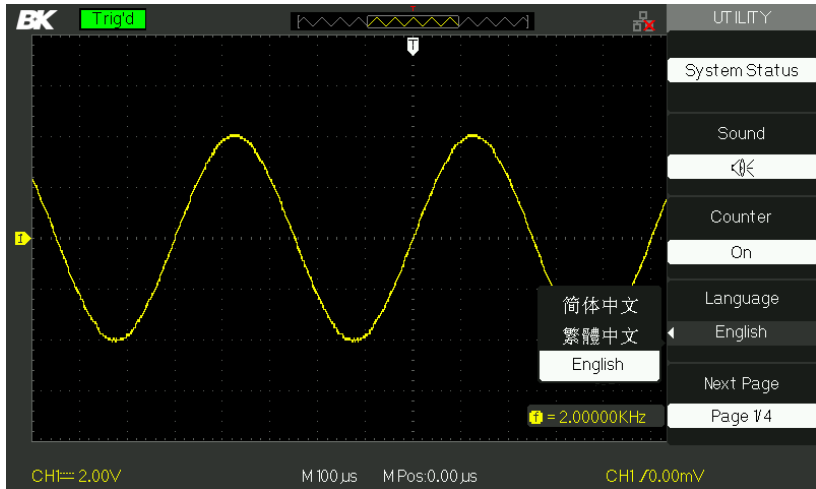 BK Trig'd UTILITY
T
System Status
Sound
Counter
On
简体中文
Language
繁體中文
English
English
Next Page
f = 2.00000KHz
Page 1/4
CH1 2.00V M 100μs M Pos:0.00μs CH1 / 0.00mV